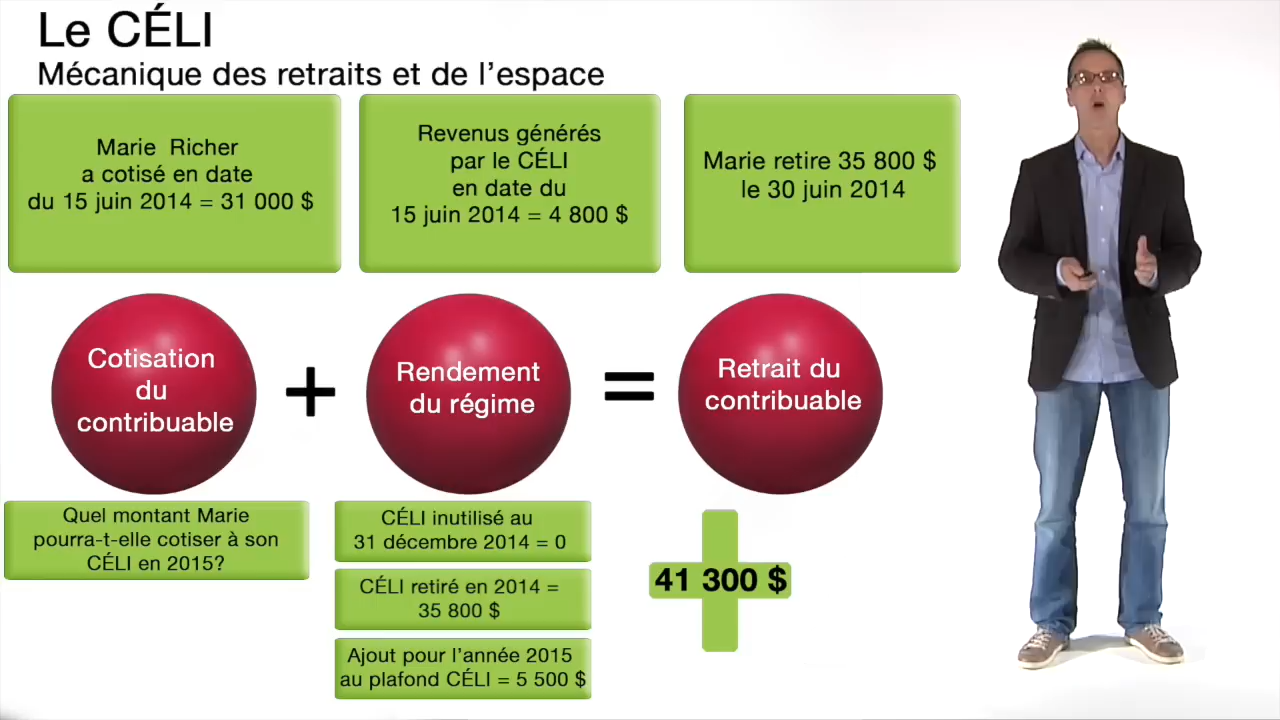 Le CÉLI
Mécanique des retraits et de l'espace
Marie Richer
a cotisé en date
du 15 juin 2014 = 31 000 $
Revenus générés
par le CÉLI
en date du
15 juin 2014 = 4 800 $
Marie retire 35 800 $
le 30 juin 2014
Cotisation
du
contribuable
+
Rendement
du régime
=
Retrait du
contribuable
Quel montant Marie
pourra-t-elle cotiser à son
CÉLI en 2015?
CÉLI inutilisé au
31 décembre 2014 = 0
CÉLI retiré en 2014 =
35 800 $
Ajout pour l'année 2015
au plafond CÉLI = 5 500 $
41 300 $